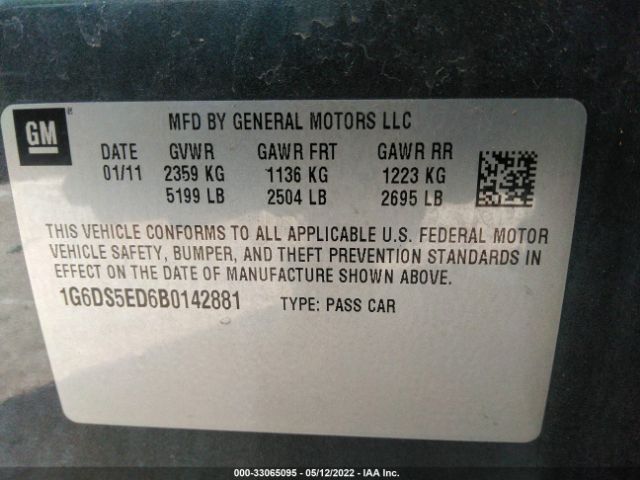 GM ®
MFD BY GENERAL MOTORS LLC
DATE GVWR GAWR FRT GAWR RR
01/11 2359 KG 1136 KG 1223 KG
5199 LB 2504 LB 2695 LB
THIS VEHICLE CONFORMS TO ALL APPLICABLE U.S. FEDERAL MOTOR
VEHICLE SAFETY, BUMPER, AND THEFT PREVENTION STANDARDS IN
EFFECT ON THE DATE OF MANUFACTURE SHOWN ABOVE.
1G6DS5ED6B0142881 TYPE: PASS CAR
000-33065095 - 05/12/2022 - IAA Inc.